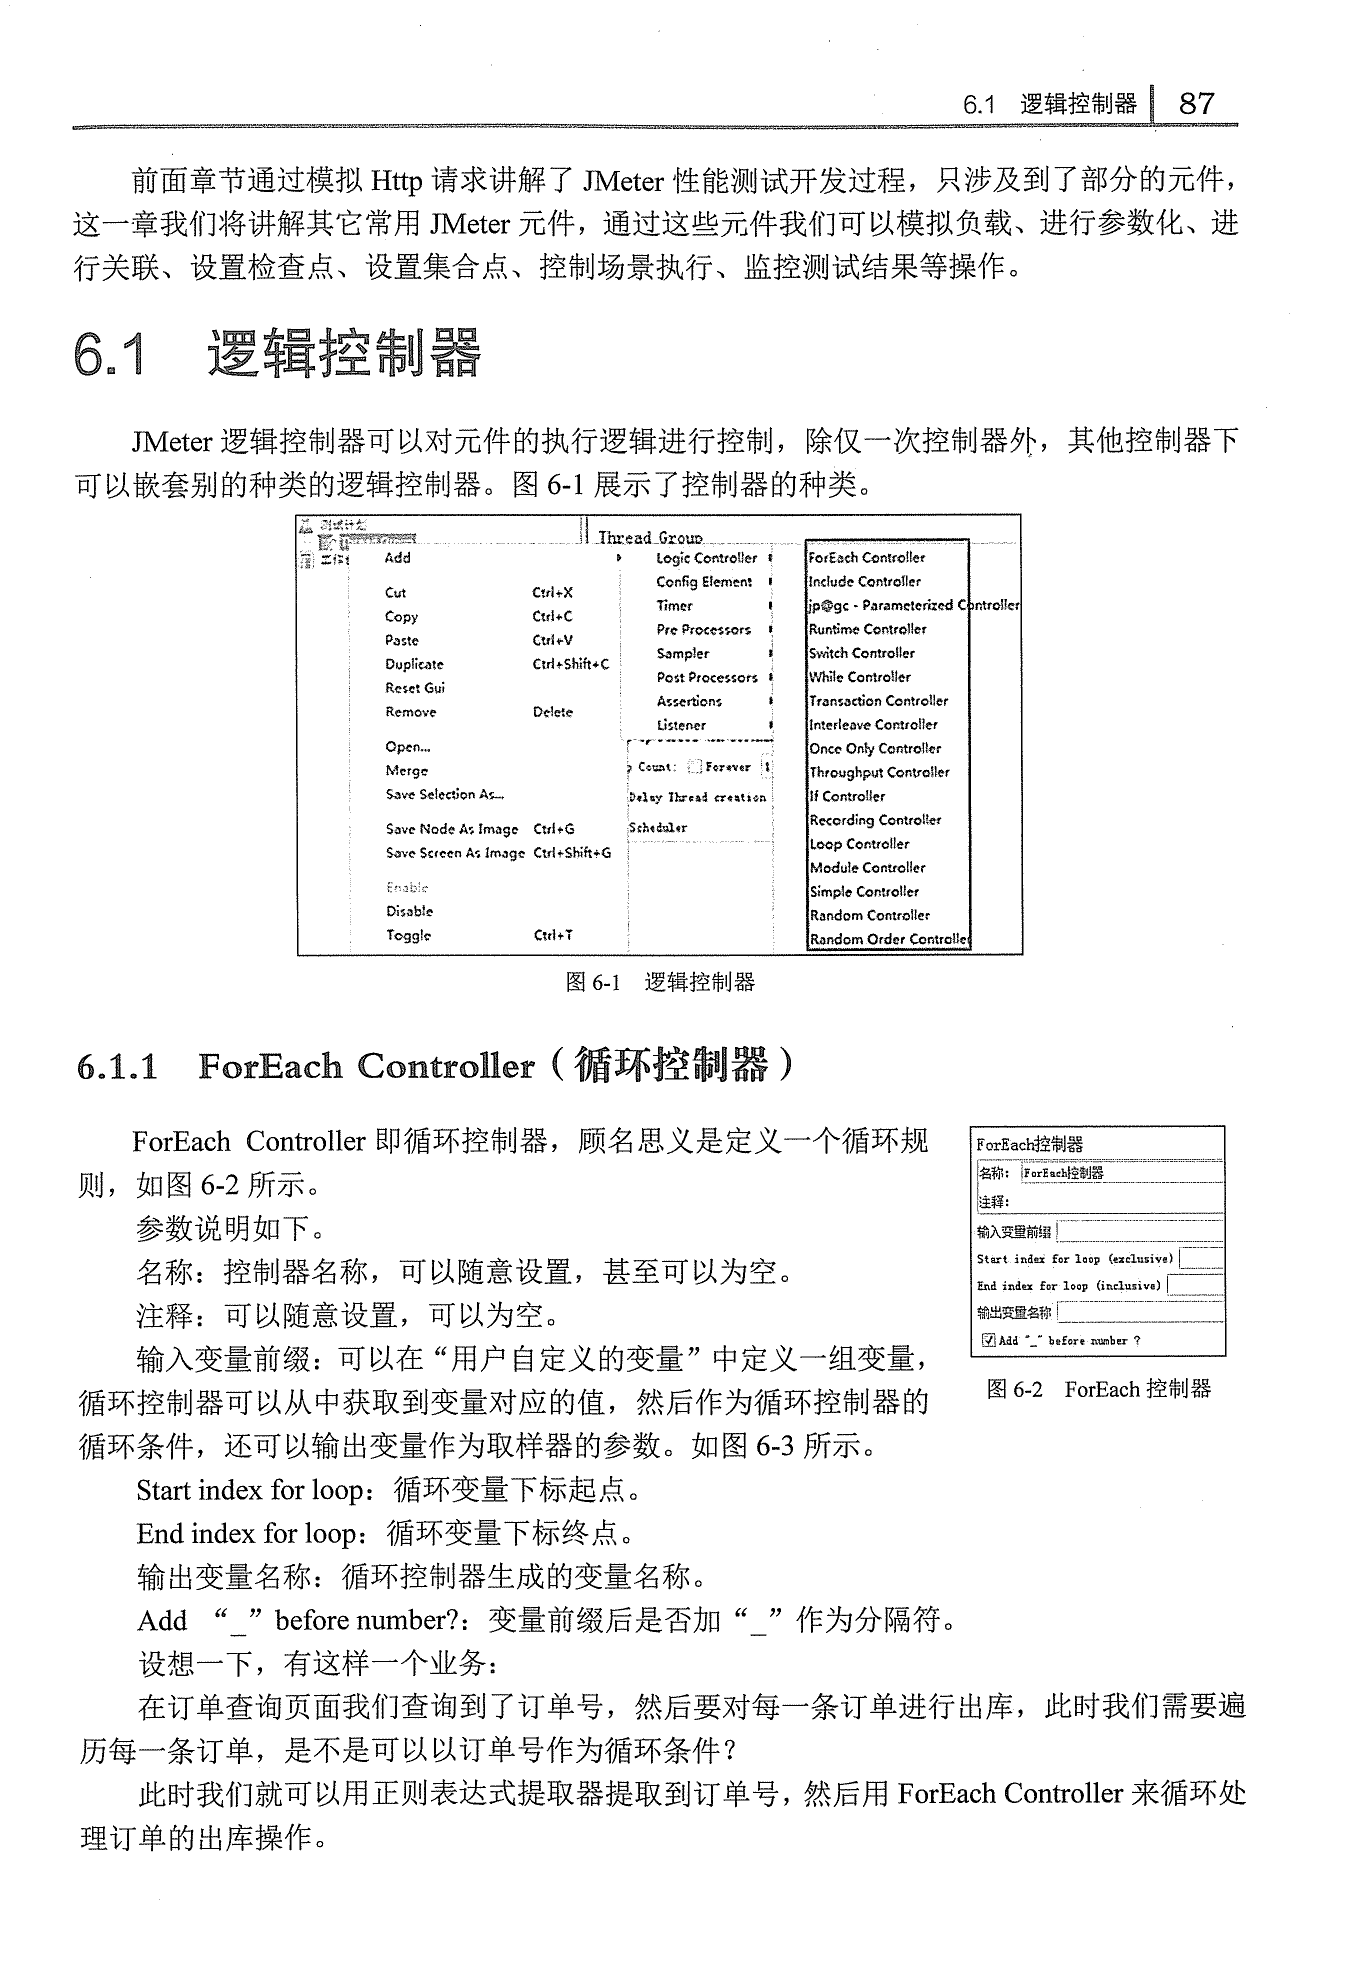 6.1 逻辑控制器 87
前面章节通过模拟 Http 请求讲解了 JMeter 性能测试开发过程，只涉及到了部分的元件，
这一章我们将讲解其它常用 JMeter 元件，通过这些元件我们可以模拟负载、进行参数化、进
行关联、设置检查点、设置集合点、控制场景执行、监控测试结果等操作。
6.1 逻辑控制器
JMeter 逻辑控制器可以对元件的执行逻辑进行控制，除仅一次控制器外，其他控制器下
可以嵌套别的种类的逻辑控制器。图 6-1 展示了控制器的种类。
测试计划
Thread Group
Add
Cut Ctrl+X
Copy Ctrl+C
Paste Ctrl+V
Duplicate Ctrl+Shift+C
Reset Gui
Remove Delete
Open...
Merge
Save Selection As...
Save Node As Image Ctrl+G
Save Screen As Image Ctrl+Shift+G
Enable
Disable
Toggle Ctrl+T
Logic Controller
Config Element
Timer
Pre Processors
Sampler
Post Processors
Assertions
Listener
Count: Forever 1
Delay Thread creation
Scheduler
ForEach Controller
Include Controller
jp@gc - Parameterized Controller
Runtime Controller
Switch Controller
While Controller
Transaction Controller
Interleave Controller
Once Only Controller
Throughput Controller
If Controller
Recording Controller
Loop Controller
Module Controller
Simple Controller
Random Controller
Random Order Controller
图 6-1 逻辑控制器
6.1.1 ForEach Controller（循环控制器）
ForEach Controller 即循环控制器，顾名思义是定义一个循环规
则，如图 6-2 所示。
参数说明如下。
名称：控制器名称，可以随意设置，甚至可以为空。
注释：可以随意设置，可以为空。
输入变量前缀：可以在“用户自定义的变量”中定义一组变量，
循环控制器可以从中获取到变量对应的值，然后作为循环控制器的
循环条件，还可以输出变量作为取样器的参数。如图 6-3 所示。
ForEach控制器
名称： ForEach控制器
注释：
输入变量前缀
Start index for loop (exclusive)
End index for loop (inclusive)
输出变量名称
Add "_" before number ?
图 6-2 ForEach 控制器
Start index for loop：循环变量下标起点。
End index for loop：循环变量下标终点。
输出变量名称：循环控制器生成的变量名称。
Add “_” before number?：变量前缀后是否加“_”作为分隔符。
设想一下，有这样一个业务：
在订单查询页面我们查询到了订单号，然后要对每一条订单进行出库，此时我们需要遍
历每一条订单，是不是可以以订单号作为循环条件？
此时我们就可以用正则表达式提取器提取到订单号，然后用 ForEach Controller 来循环处
理订单的出库操作。